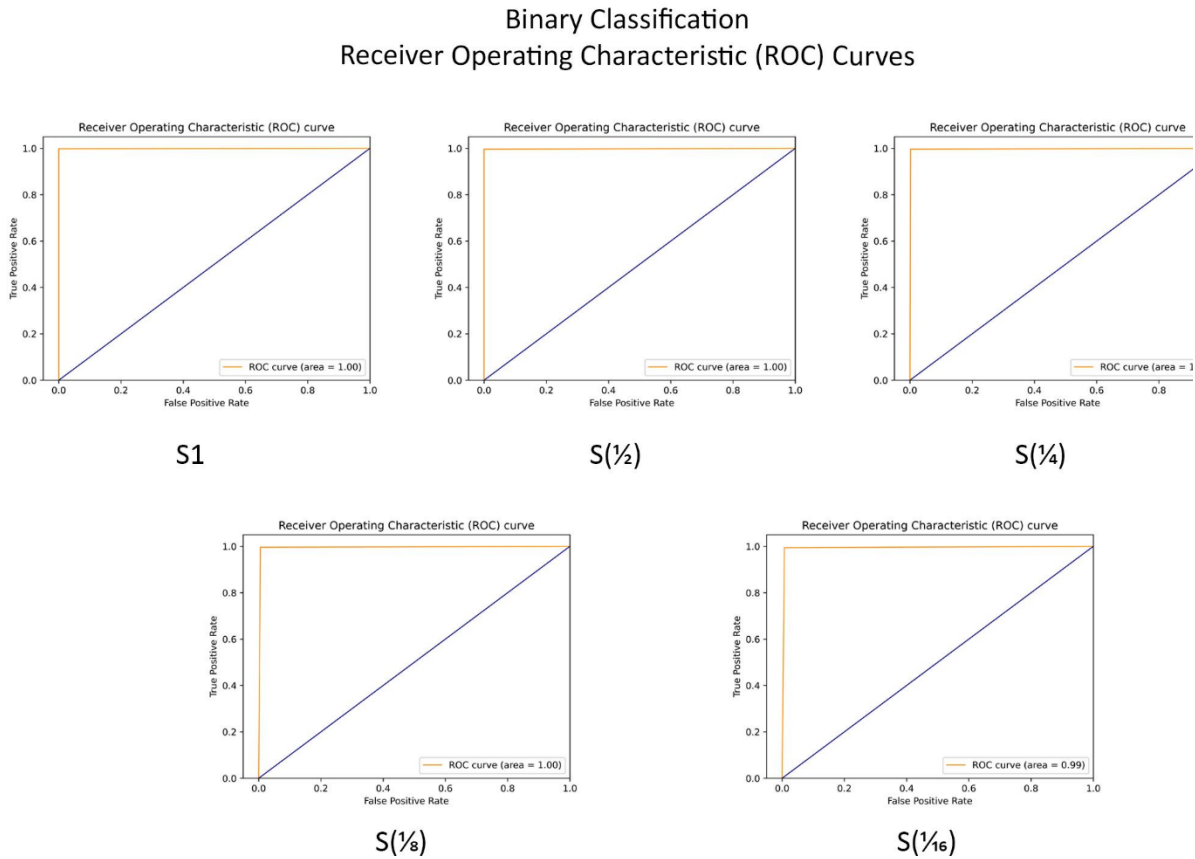 Binary Classification
Receiver Operating Characteristic (ROC) Curves
Receiver Operating Characteristic (ROC) curve
1.0
0.8
0.6
0.4
0.2
0.0
True Positive Rate
ROC curve (area = 1.00)
0.0 0.2 0.4 0.6 0.8 1.0
False Positive Rate
S1
Receiver Operating Characteristic (ROC) curve
1.0
0.8
0.6
0.4
0.2
0.0
True Positive Rate
ROC curve (area = 1.00)
0.0 0.2 0.4 0.6 0.8 1.0
False Positive Rate
S(½)
Receiver Operating Characteristic (ROC) curve
1.0
0.8
0.6
0.4
0.2
0.0
True Positive Rate
ROC curve (area = 1
0.0 0.2 0.4 0.6 0.8
False Positive Rate
S(¼)
Receiver Operating Characteristic (ROC) curve
1.0
0.8
0.6
0.4
0.2
0.0
True Positive Rate
ROC curve (area = 1.00)
0.0 0.2 0.4 0.6 0.8 1.0
False Positive Rate
S(⅛)
Receiver Operating Characteristic (ROC) curve
1.0
0.8
0.6
0.4
0.2
0.0
True Positive Rate
ROC curve (area = 0.99)
0.0 0.2 0.4 0.6 0.8 1.0
False Positive Rate
S(¹⁄₁₆)